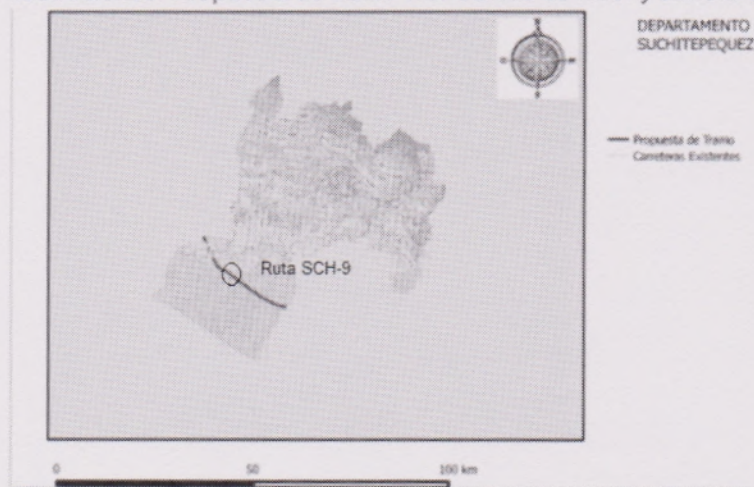 DEPARTAMENTO
SUCHITEPEQUEZ
Propuesta de Tramo
Carreteras Existentes
Ruta SCH-9
0 50 100 km